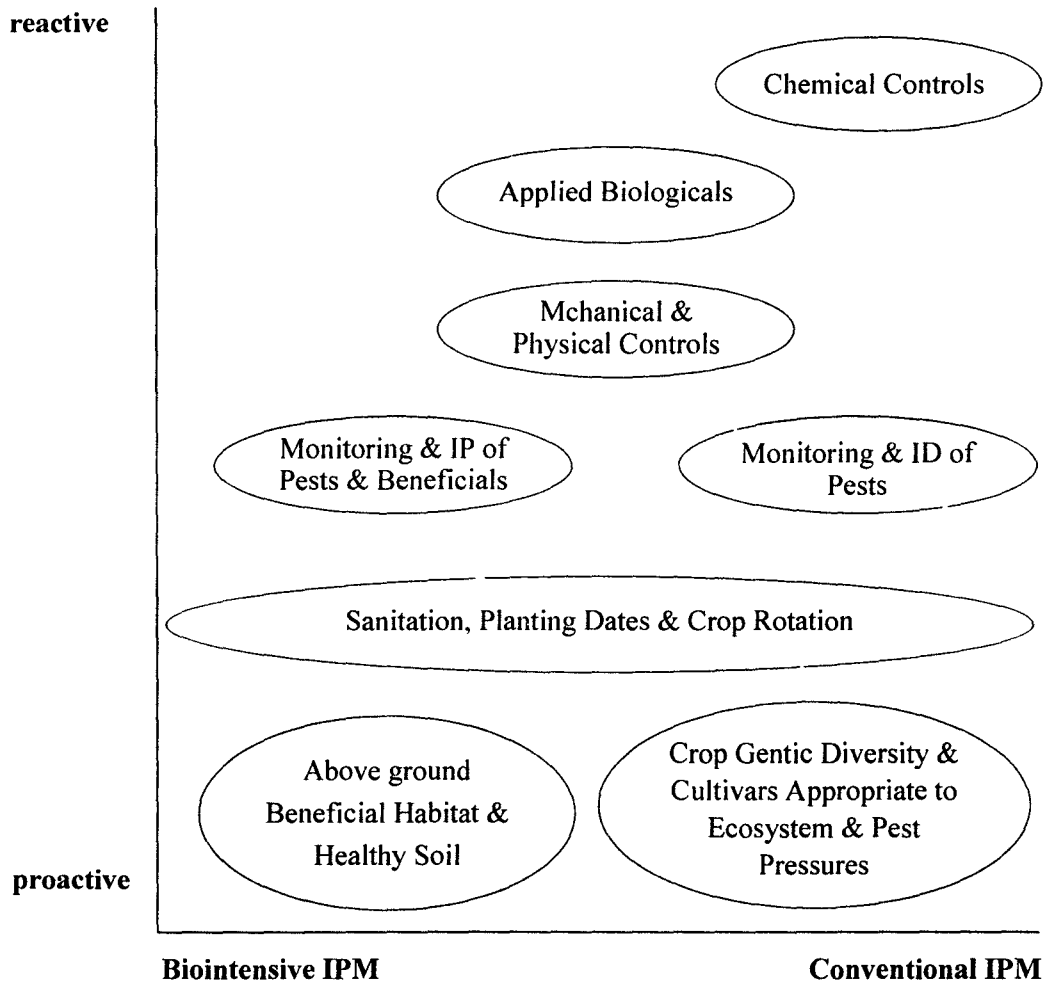 reactive
Chemical Controls
Applied Biologicals
Mchanical &
Physical Controls
Monitoring & IP of
Pests & Beneficials
Monitoring & ID of
Pests
Sanitation, Planting Dates & Crop Rotation
Above ground
Beneficial Habitat &
Healthy Soil
Crop Gentic Diversity &
Cultivars Appropriate to
Ecosystem & Pest
Pressures
proactive
Biointensive IPM
Conventional IPM